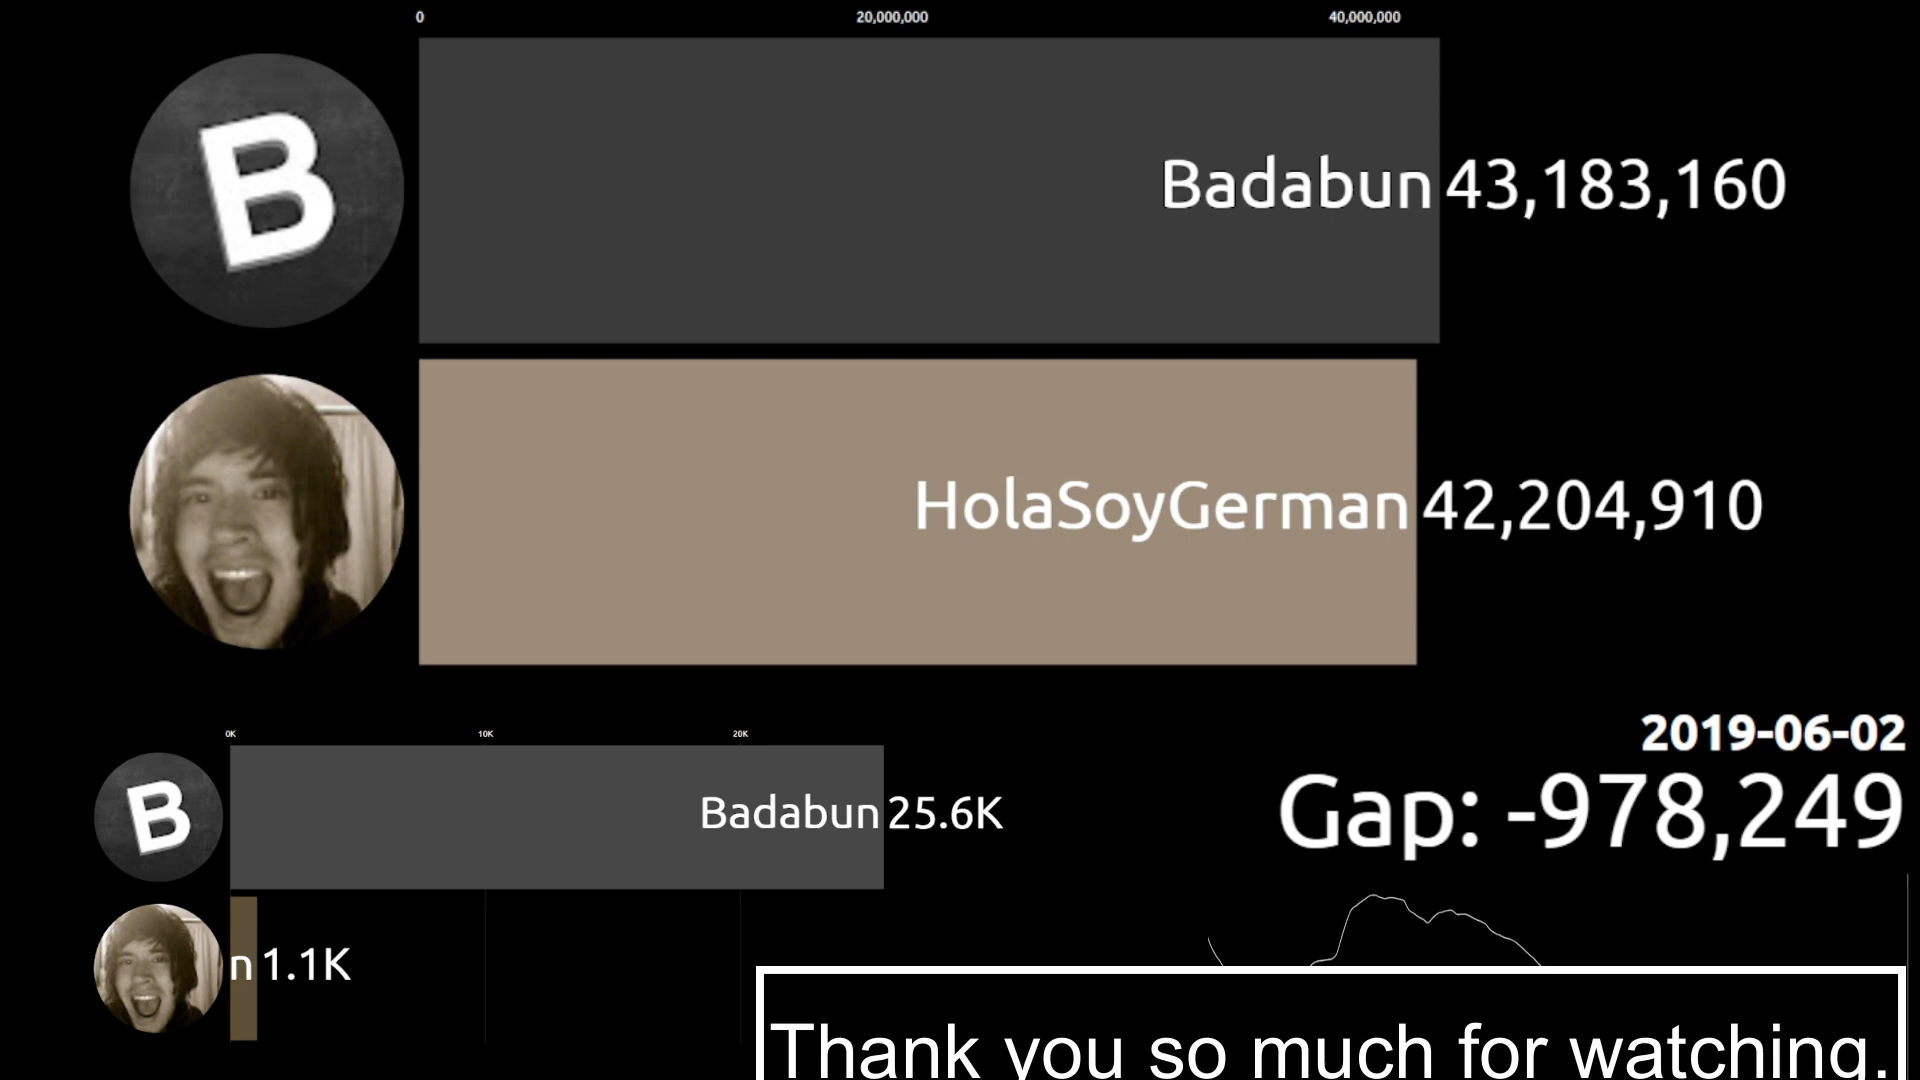 0 20,000,000 40,000,000
B
Badabun 43,183,160
HolaSoyGerman 42,204,910
2019-06-02
Gap: -978,249
0K 10K 20K
B
Badabun 25.6K
n 1.1K
Thank you so much for watching.